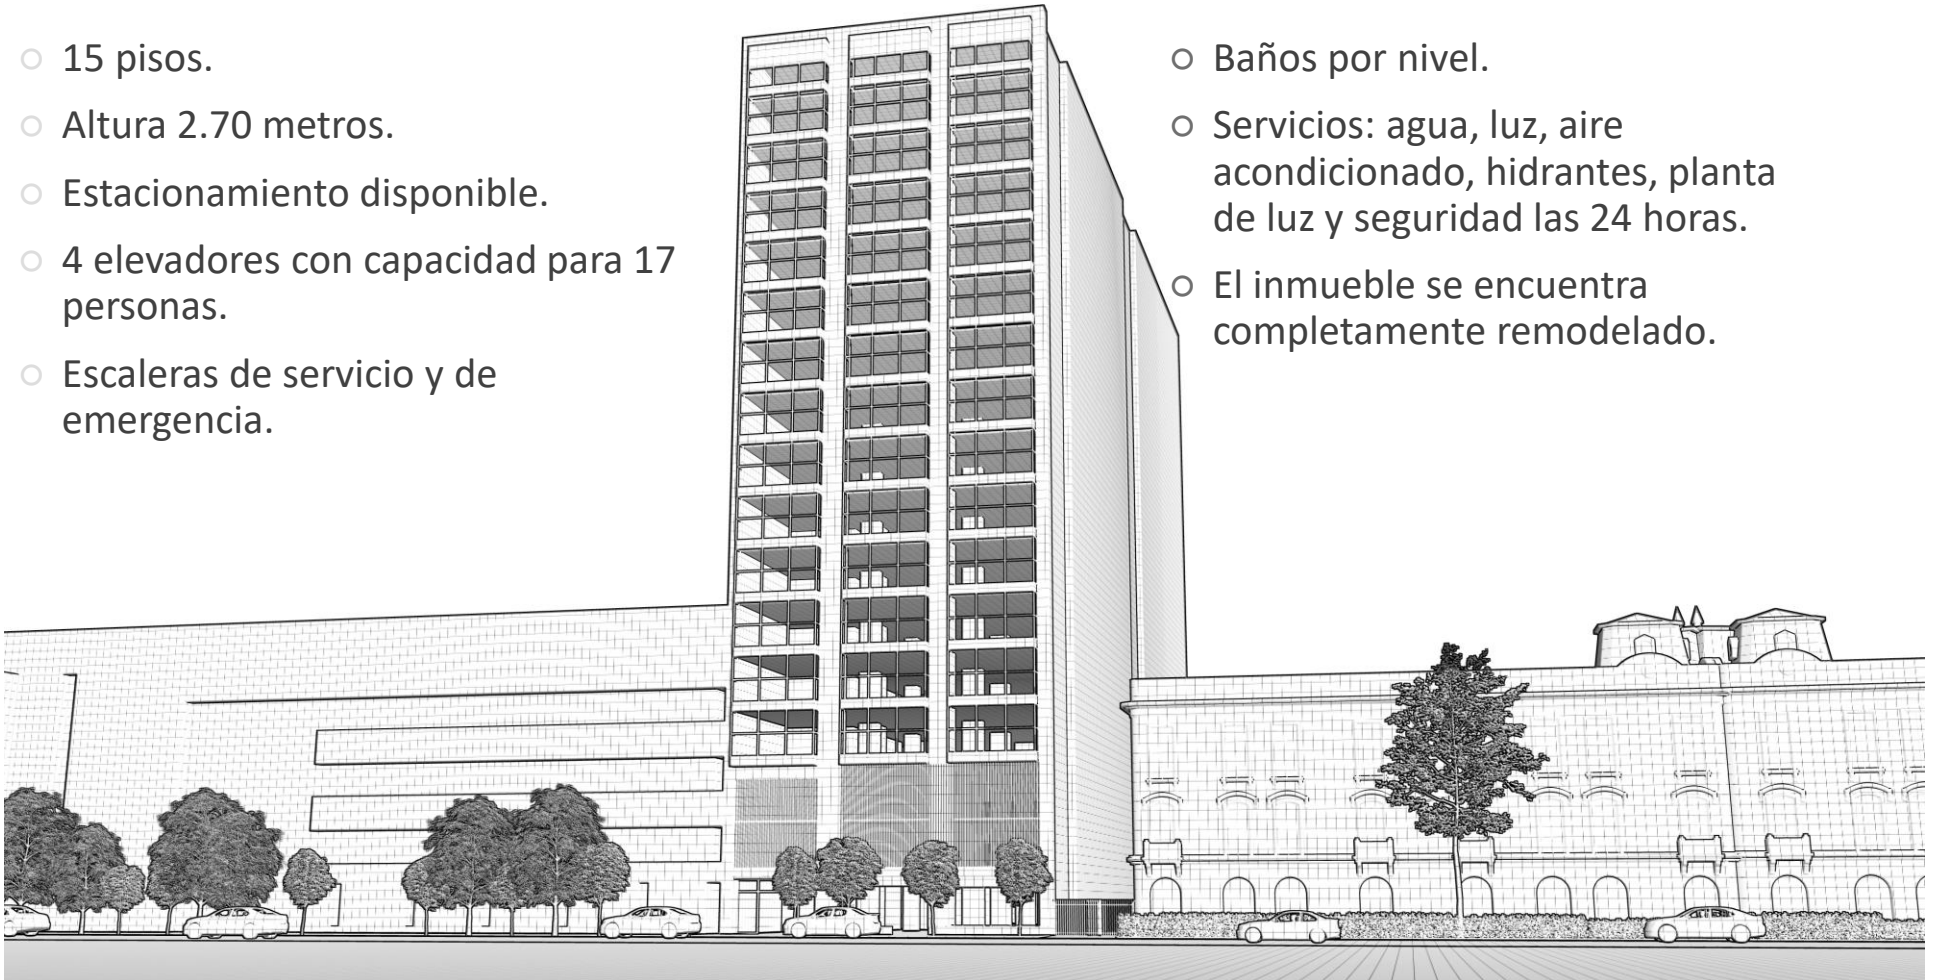 15 pisos.
Altura 2.70 metros.
Estacionamiento disponible.
4 elevadores con capacidad para 17
personas.
Escaleras de servicio y de
emergencia.
Baños por nivel.
Servicios: agua, luz, aire
acondicionado, hidrantes, planta
de luz y seguridad las 24 horas.
El inmueble se encuentra
completamente remodelado.